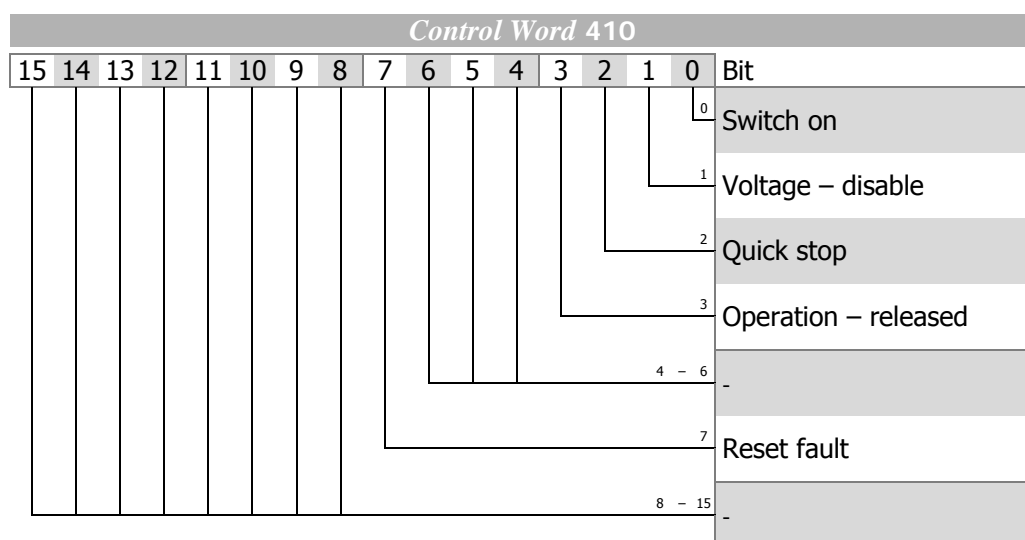 Control Word 410
15 14 13 12 11 10 9 8 7 6 5 4 3 2 1 0 Bit
0 Switch on
1 Voltage – disable
2 Quick stop
3 Operation – released
4 – 6 -
7 Reset fault
8 – 15 -